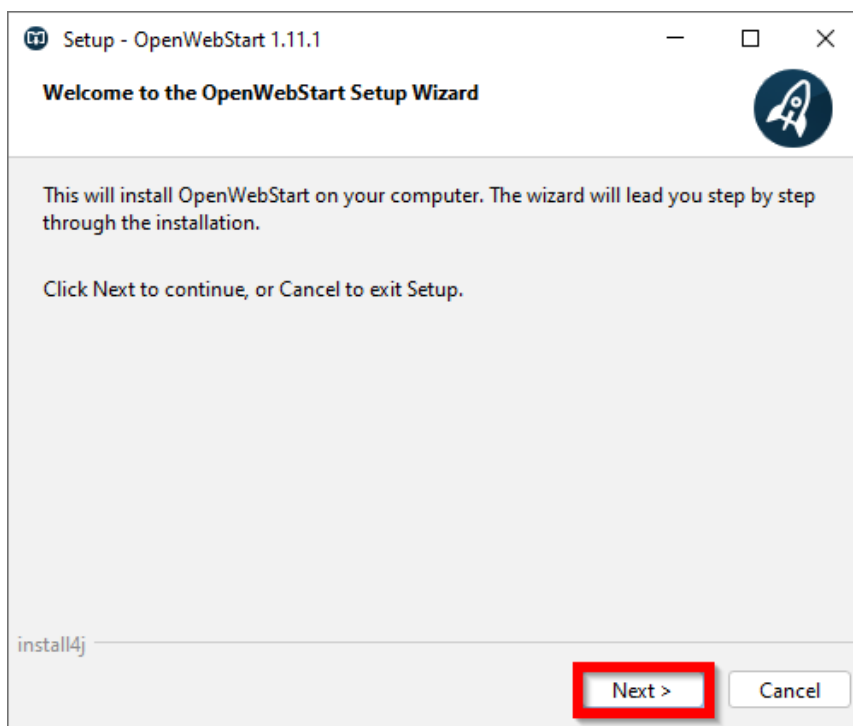 Setup - OpenWebStart 1.11.1
Welcome to the OpenWebStart Setup Wizard
This will install OpenWebStart on your computer. The wizard will lead you step by step
through the installation.
Click Next to continue, or Cancel to exit Setup.
install4j
Next >
Cancel